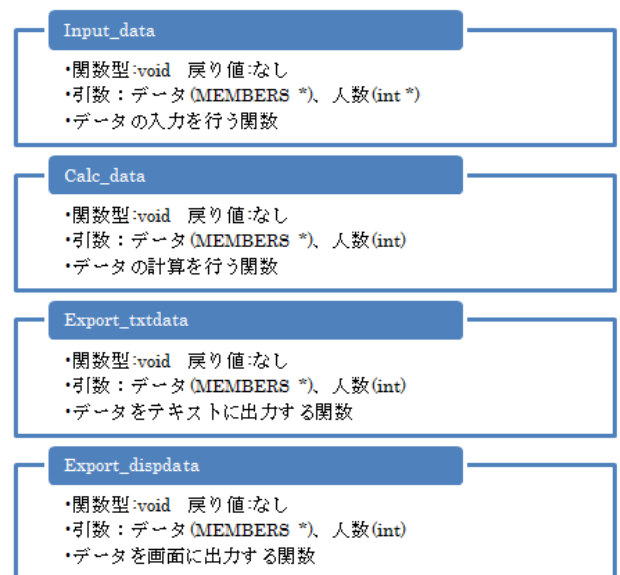 Input_data
・関数型:void　戻り値:なし
・引数：データ(MEMBERS *)、人数(int *)
・データの入力を行う関数
Calc_data
・関数型:void　戻り値:なし
・引数：データ(MEMBERS *)、人数(int)
・データの計算を行う関数
Export_txtdata
・関数型:void　戻り値:なし
・引数：データ(MEMBERS *)、人数(int)
・データをテキストに出力する関数
Export_dispdata
・関数型:void　戻り値:なし
・引数：データ(MEMBERS *)、人数(int)
・データを画面に出力する関数